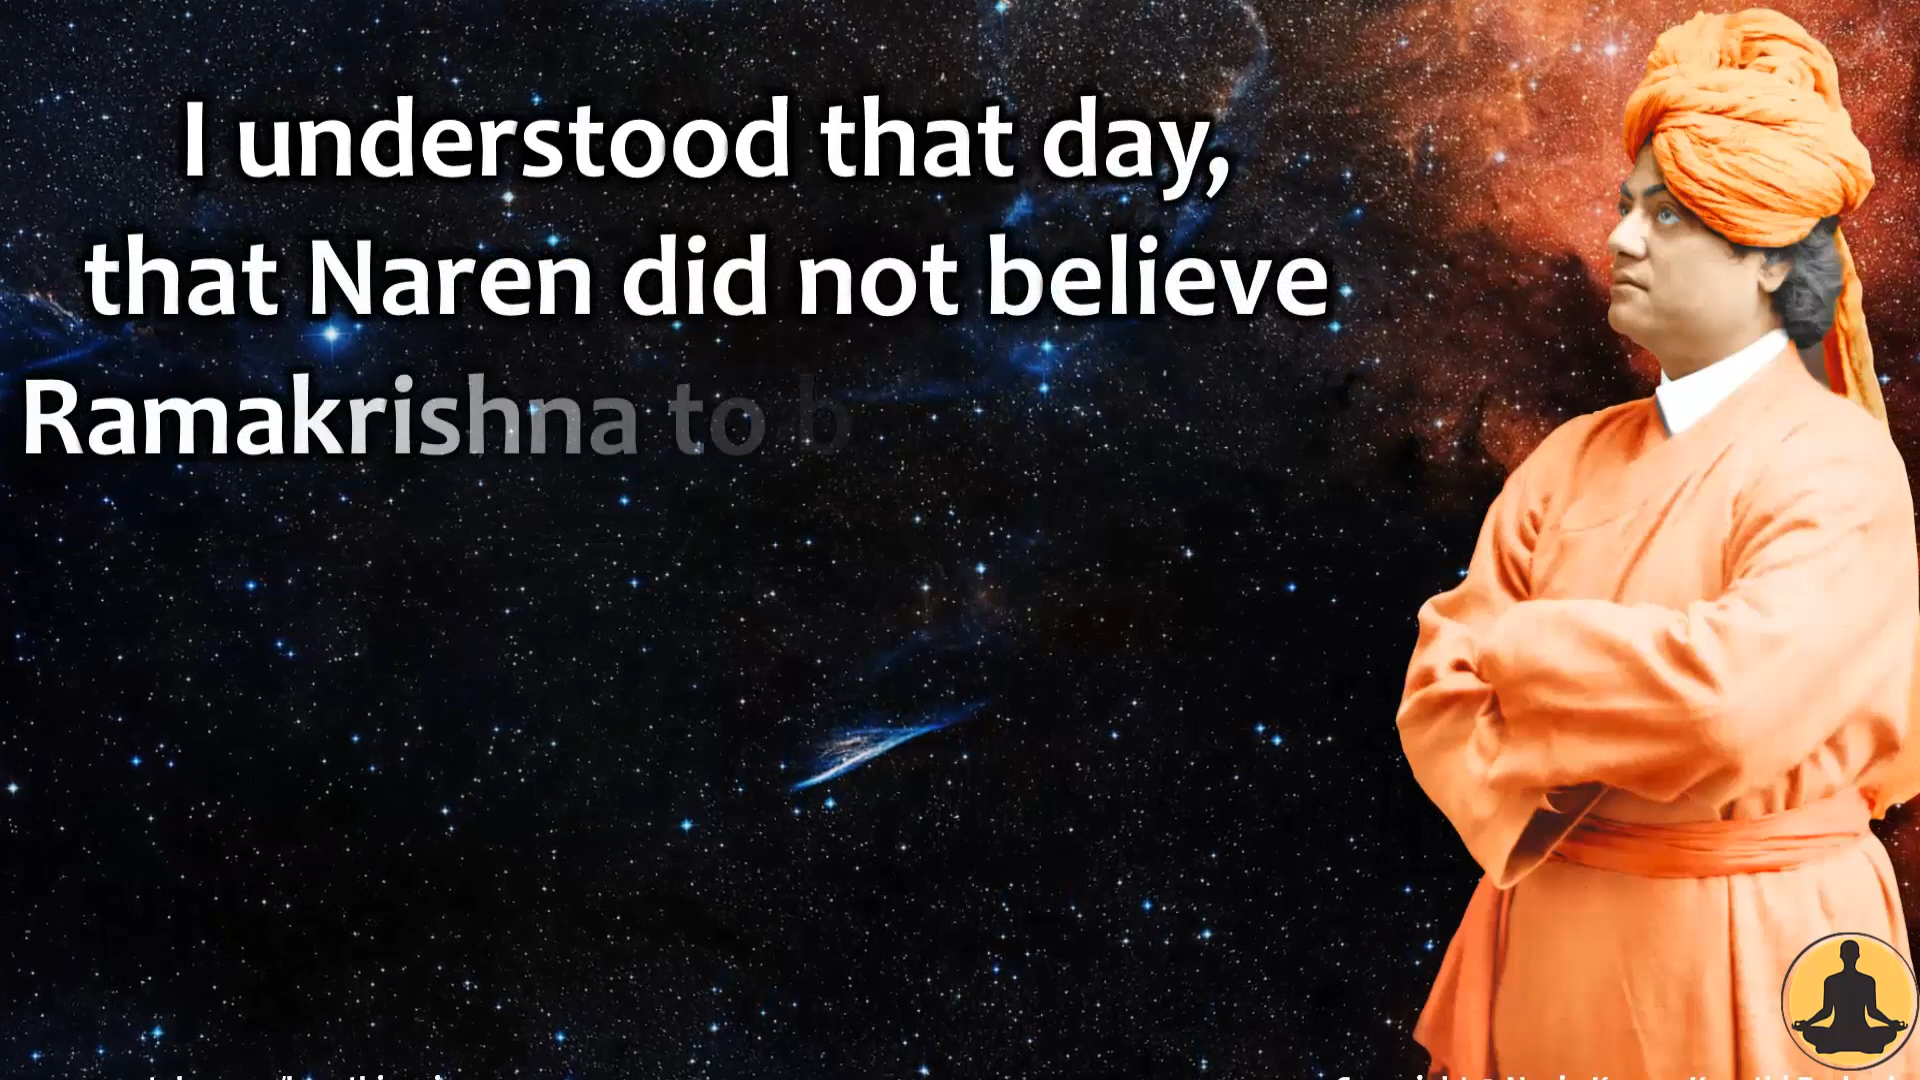 I understood that day,
that Naren did not believe
Ramakrishna to b